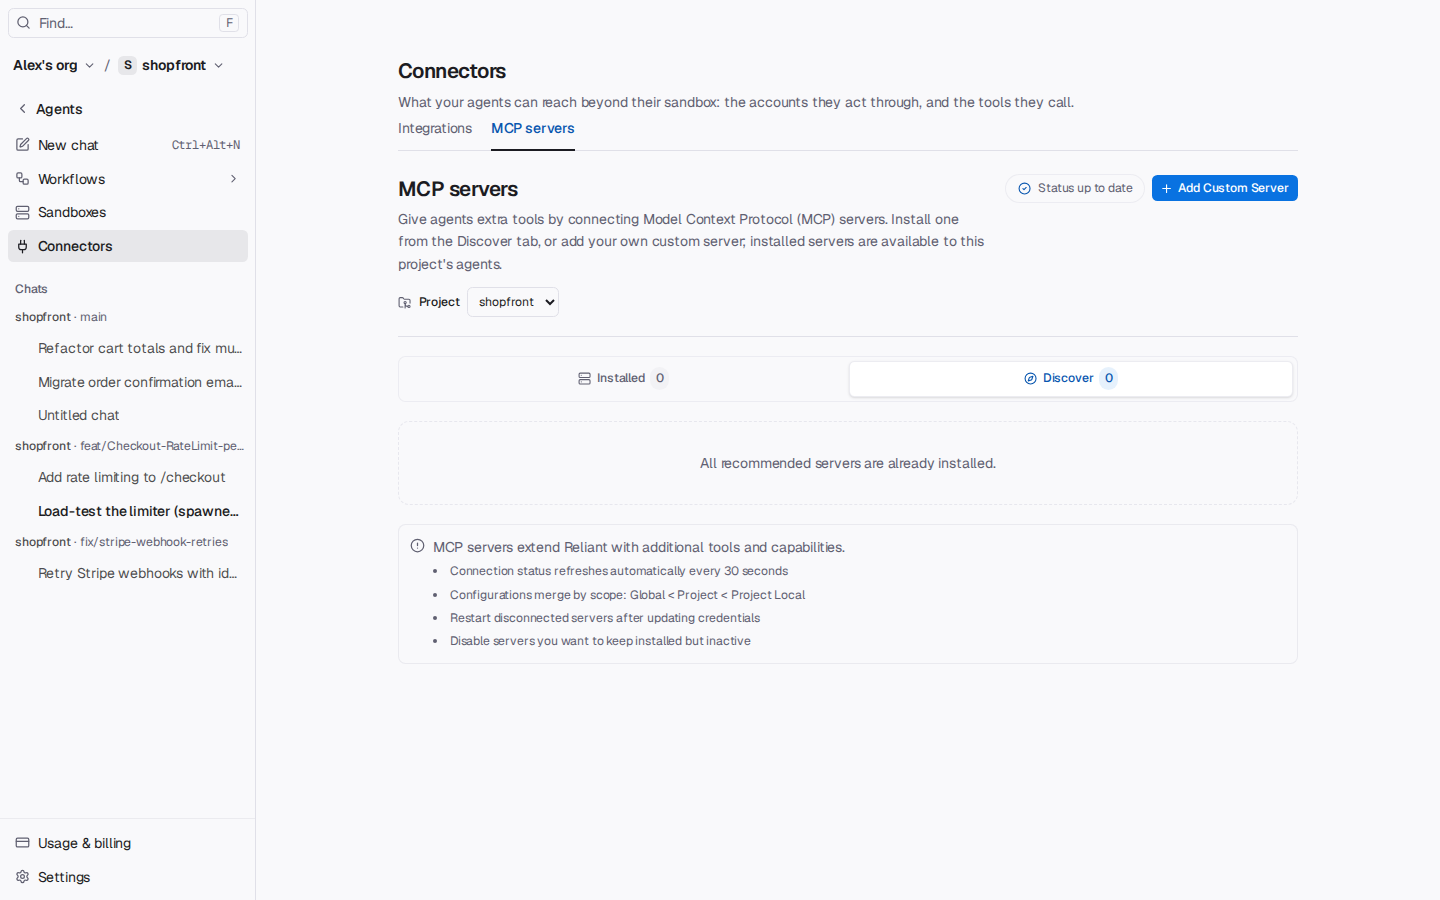 Find...
F
Alex's org
/
S
shopfront
Agents
New chat
Ctrl+Alt+N
Workflows
Sandboxes
Connectors
Chats
shopfront · main
Refactor cart totals and fix mu...
Migrate order confirmation ema...
Untitled chat
shopfront · feat/Checkout-RateLimit-pe...
Add rate limiting to /checkout
Load-test the limiter (spawne...
shopfront · fix/stripe-webhook-retries
Retry Stripe webhooks with id...
Usage & billing
Settings
Connectors
What your agents can reach beyond their sandbox: the accounts they act through, and the tools they call.
Integrations
MCP servers
MCP servers
Status up to date
Add Custom Server
Give agents extra tools by connecting Model Context Protocol (MCP) servers. Install one
from the Discover tab, or add your own custom server; installed servers are available to this
project's agents.
Project
shopfront
Installed 0
Discover 0
All recommended servers are already installed.
MCP servers extend Reliant with additional tools and capabilities.
• Connection status refreshes automatically every 30 seconds
• Configurations merge by scope: Global < Project < Project Local
• Restart disconnected servers after updating credentials
• Disable servers you want to keep installed but inactive